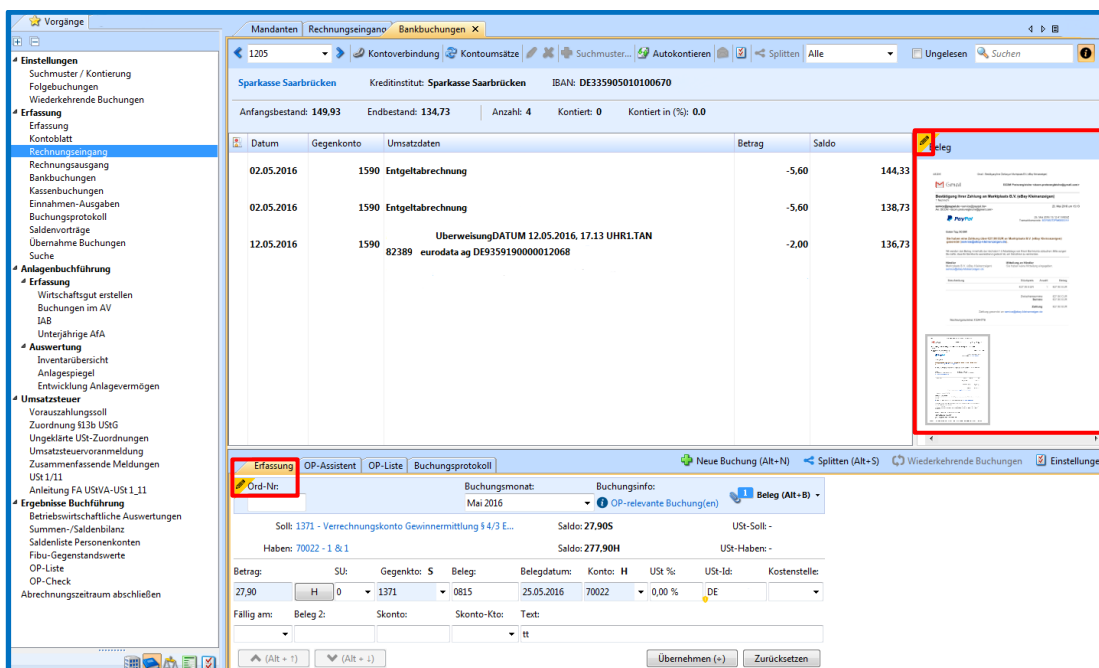 Vorgänge
Einstellungen
Suchmuster / Kontierung
Folgebuchungen
Wiederkehrende Buchungen
Erfassung
Erfassung
Kontoblatt
Rechnungseingang
Rechnungsausgang
Bankbuchungen
Kassenbuchungen
Einnahmen-Ausgaben
Buchungsprotokoll
Saldenvorträge
Übernahme Buchungen
Suche
Anlagenbuchführung
Erfassung
Wirtschaftsgut erstellen
Buchungen im AV
IAB
Unterjährige AfA
Auswertung
Inventarübersicht
Anlagespiegel
Entwicklung Anlagevermögen
Umsatzsteuer
Vorauszahlungssoll
Zuordnung §13b UStG
Ungeklärte USt-Zuordnungen
Umsatzsteuervoranmeldung
Zusammenfassende Meldungen
USt 1/11
Anleitung FA UStVA-USt 1_11
Ergebnisse Buchführung
Betriebswirtschaftliche Auswertungen
Summen-/Saldenbilanz
Saldenliste Personenkonten
Fibu-Gegenstandswerte
OP-Liste
OP-Check
Abrechnungszeitraum abschließen
Mandanten Rechnungseingang Bankbuchungen
1205 Kontoverbindung Kontoumsätze Suchmuster... Autokontieren Splitten Alle Ungelesen Suchen
Sparkasse Saarbrücken Kreditinstitut: Sparkasse Saarbrücken IBAN: DE335905010100670
Anfangsbestand: 149,93 Endbestand: 134,73 Anzahl: 4 Kontiert: 0 Kontiert in (%): 0.0
Datum Gegenkonto Umsatzdaten Betrag Saldo
02.05.2016 1590 Entgeltabrechnung -5,60 144,33
02.05.2016 1590 Entgeltabrechnung -5,60 138,73
UberweisungDATUM 12.05.2016, 17.13 UHR1.TAN
12.05.2016 1590 -2,00 136,73
82389 eurodata ag DE9359190000012068
Beleg
Gmail
PayPal
Erfassung OP-Assistent OP-Liste Buchungsprotokoll Neue Buchung (Alt+N) Splitten (Alt+S) Wiederkehrende Buchungen Einstellunge
Ord-Nr: Buchungsmonat: Buchungsinfo:
Mai 2016 OP-relevante Buchung(en) 1 Beleg (Alt+B)
Soll: 1371 - Verrechnungskonto Gewinnermittlung § 4/3 E... Saldo: 27,90S USt-Soll: -
Haben: 70022 - 1 & 1 Saldo: 277,90H USt-Haben: -
Betrag: SU: Gegenkto: S Beleg: Belegdatum: Konto: H USt %: USt-Id: Kostenstelle:
27,90 H 0 1371 0815 25.05.2016 70022 0,00 % DE
Fällig am: Beleg 2: Skonto: Skonto-Kto: Text:
tt
(Alt + ↑) (Alt + ↓) Übernehmen (+) Zurücksetzen